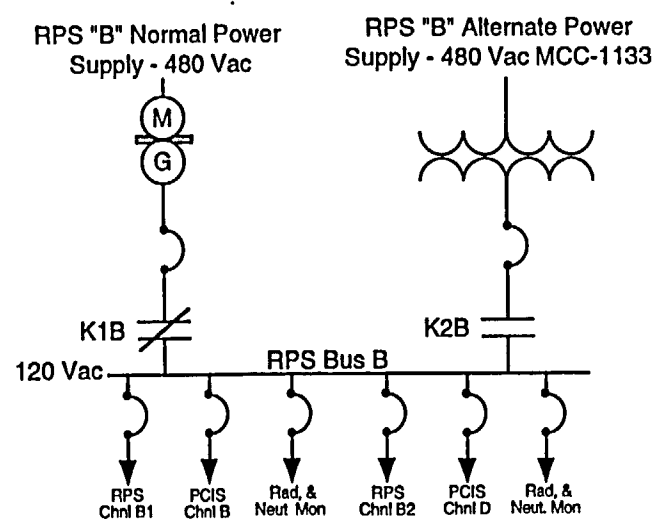 RPS "B" Normal Power
Supply - 480 Vac
RPS "B" Alternate Power
Supply - 480 Vac MCC-1133
M
G
K1B
K2B
120 Vac
RPS Bus B
RPS
Chnl B1
PCIS
Chnl B
Rad, &
Neut Mon
RPS
Chnl B2
PCIS
Chnl D
Rad, &
Neut. Mon